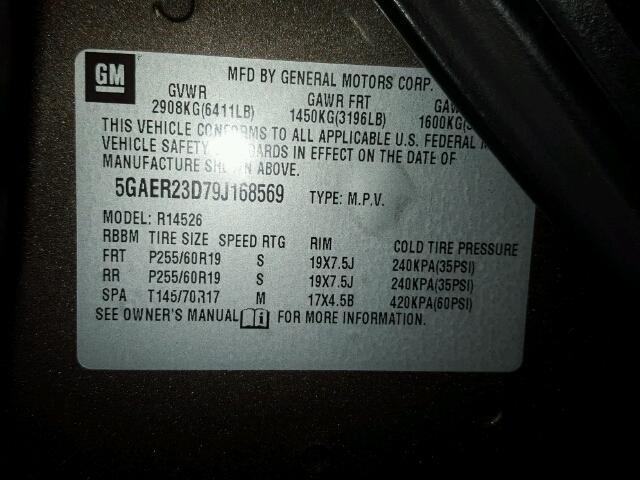 GM
MFD BY GENERAL MOTORS CORP.
GVWR GAWR FRT
2908KG(6411LB) 1450KG(3196LB) 1600KG
THIS VEHICLE CONFORMS TO ALL APPLICABLE U.S. FEDERAL
VEHICLE SAFETY STANDARDS IN EFFECT ON THE DATE OF
MANUFACTURE SHOWN ABOVE.
5GAER23D79J168569 TYPE: M.P.V.
MODEL: R14526
RBBM TIRE SIZE SPEED RTG RIM COLD TIRE PRESSURE
FRT P255/60R19 S 19X7.5J 240KPA(35PSI)
RR P255/60R19 S 19X7.5J 240KPA(35PSI)
SPA T145/70R17 M 17X4.5B 420KPA(60PSI)
SEE OWNER'S MANUAL FOR MORE INFORMATION.